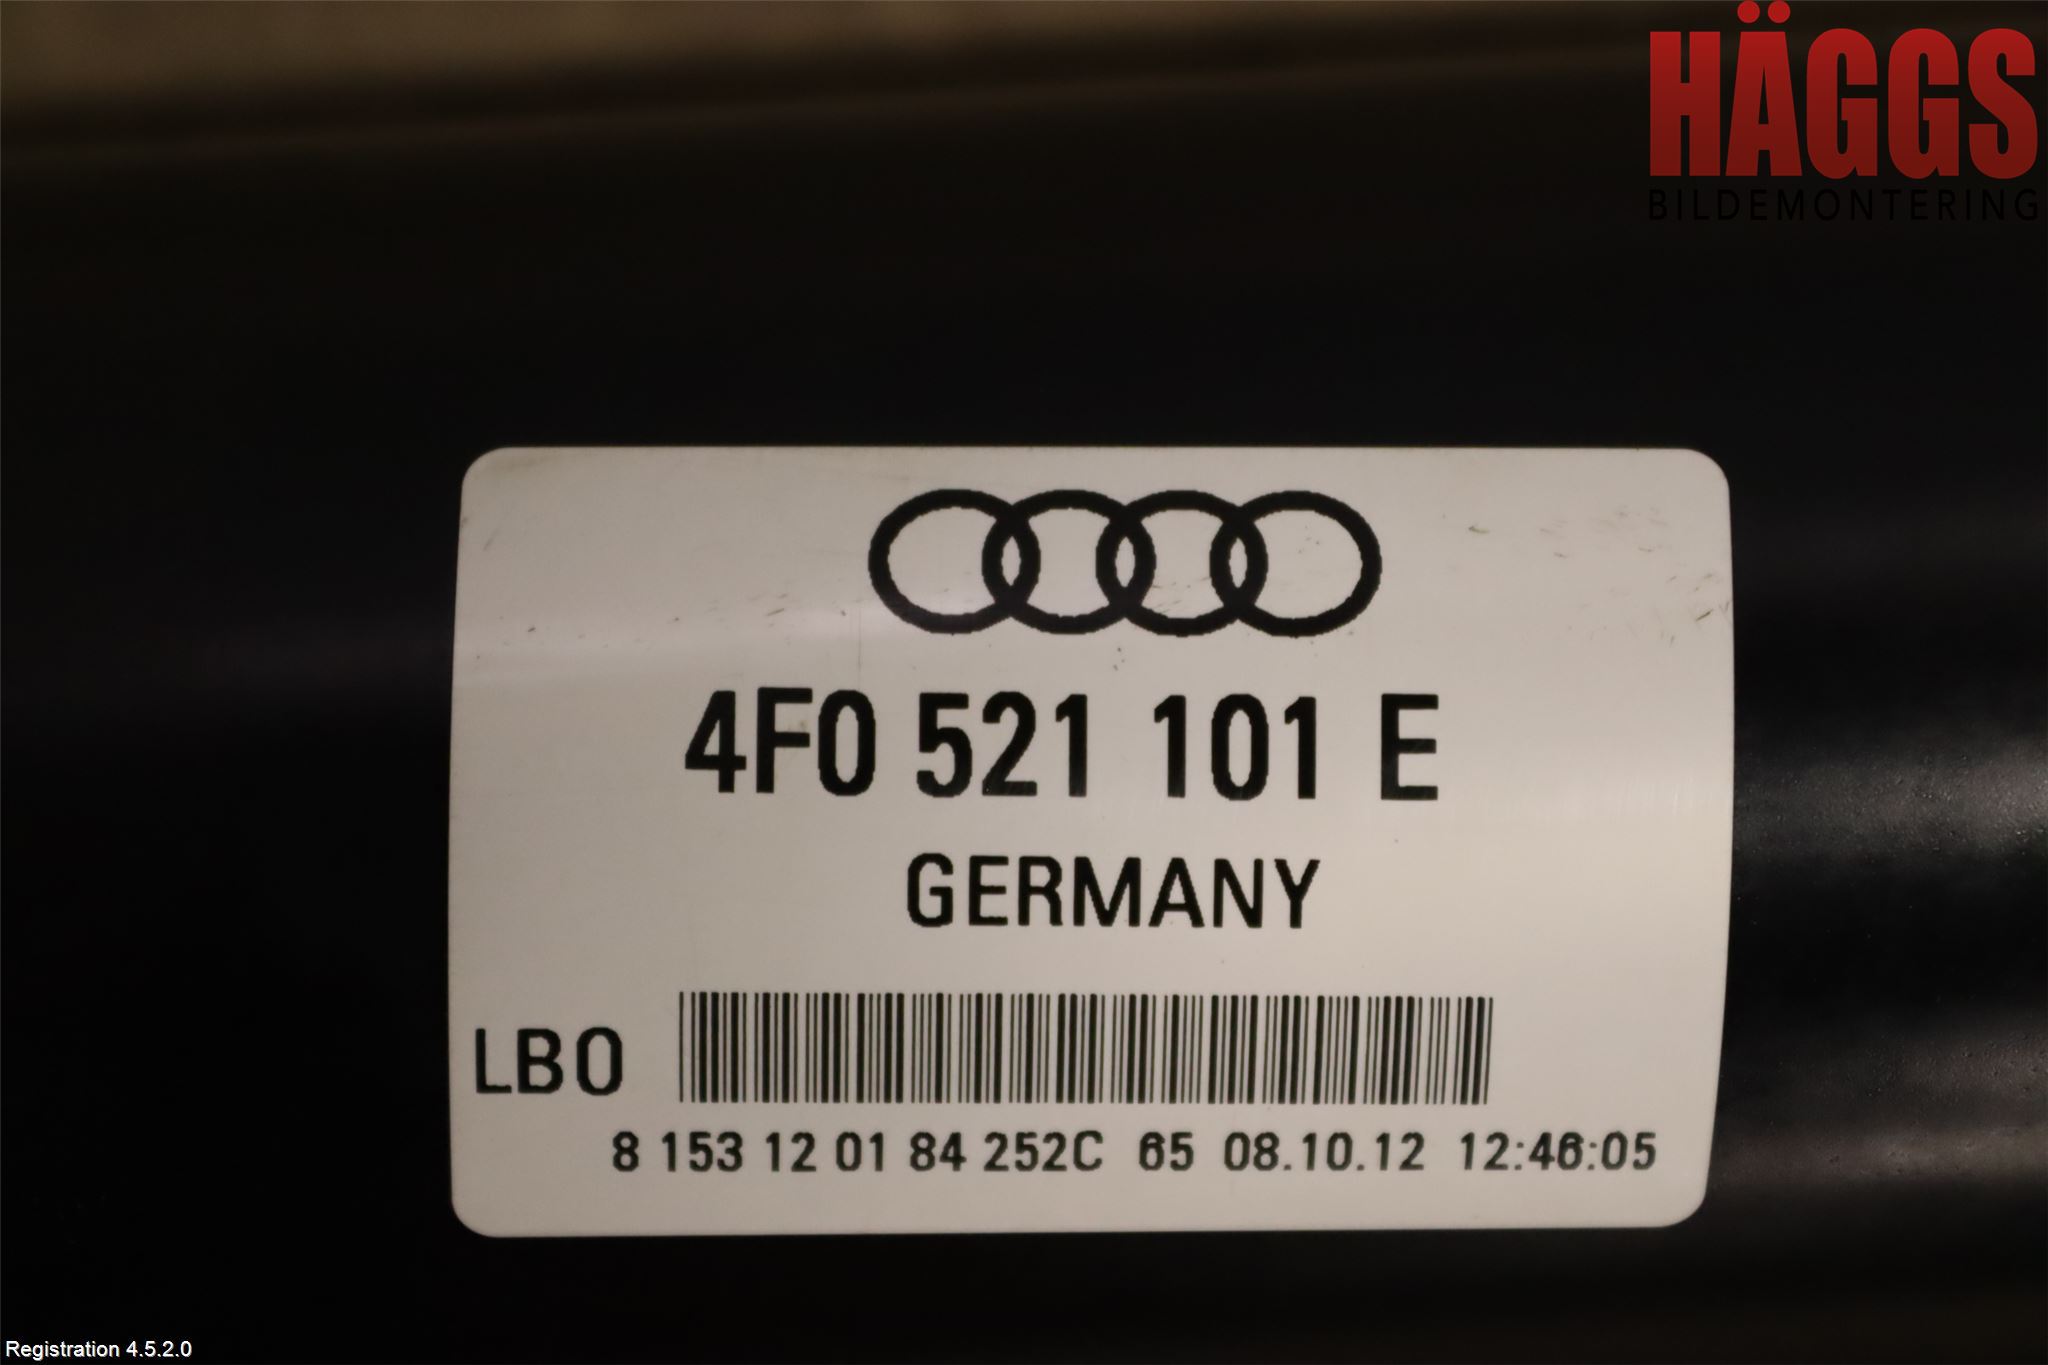 HÄGGS
BILDEMONTERING
4F0 521 101 E
GERMANY
LB0
8 153 12 01 84 252C 65 08.10.12 12:46:05
Registration 4.5.2.0